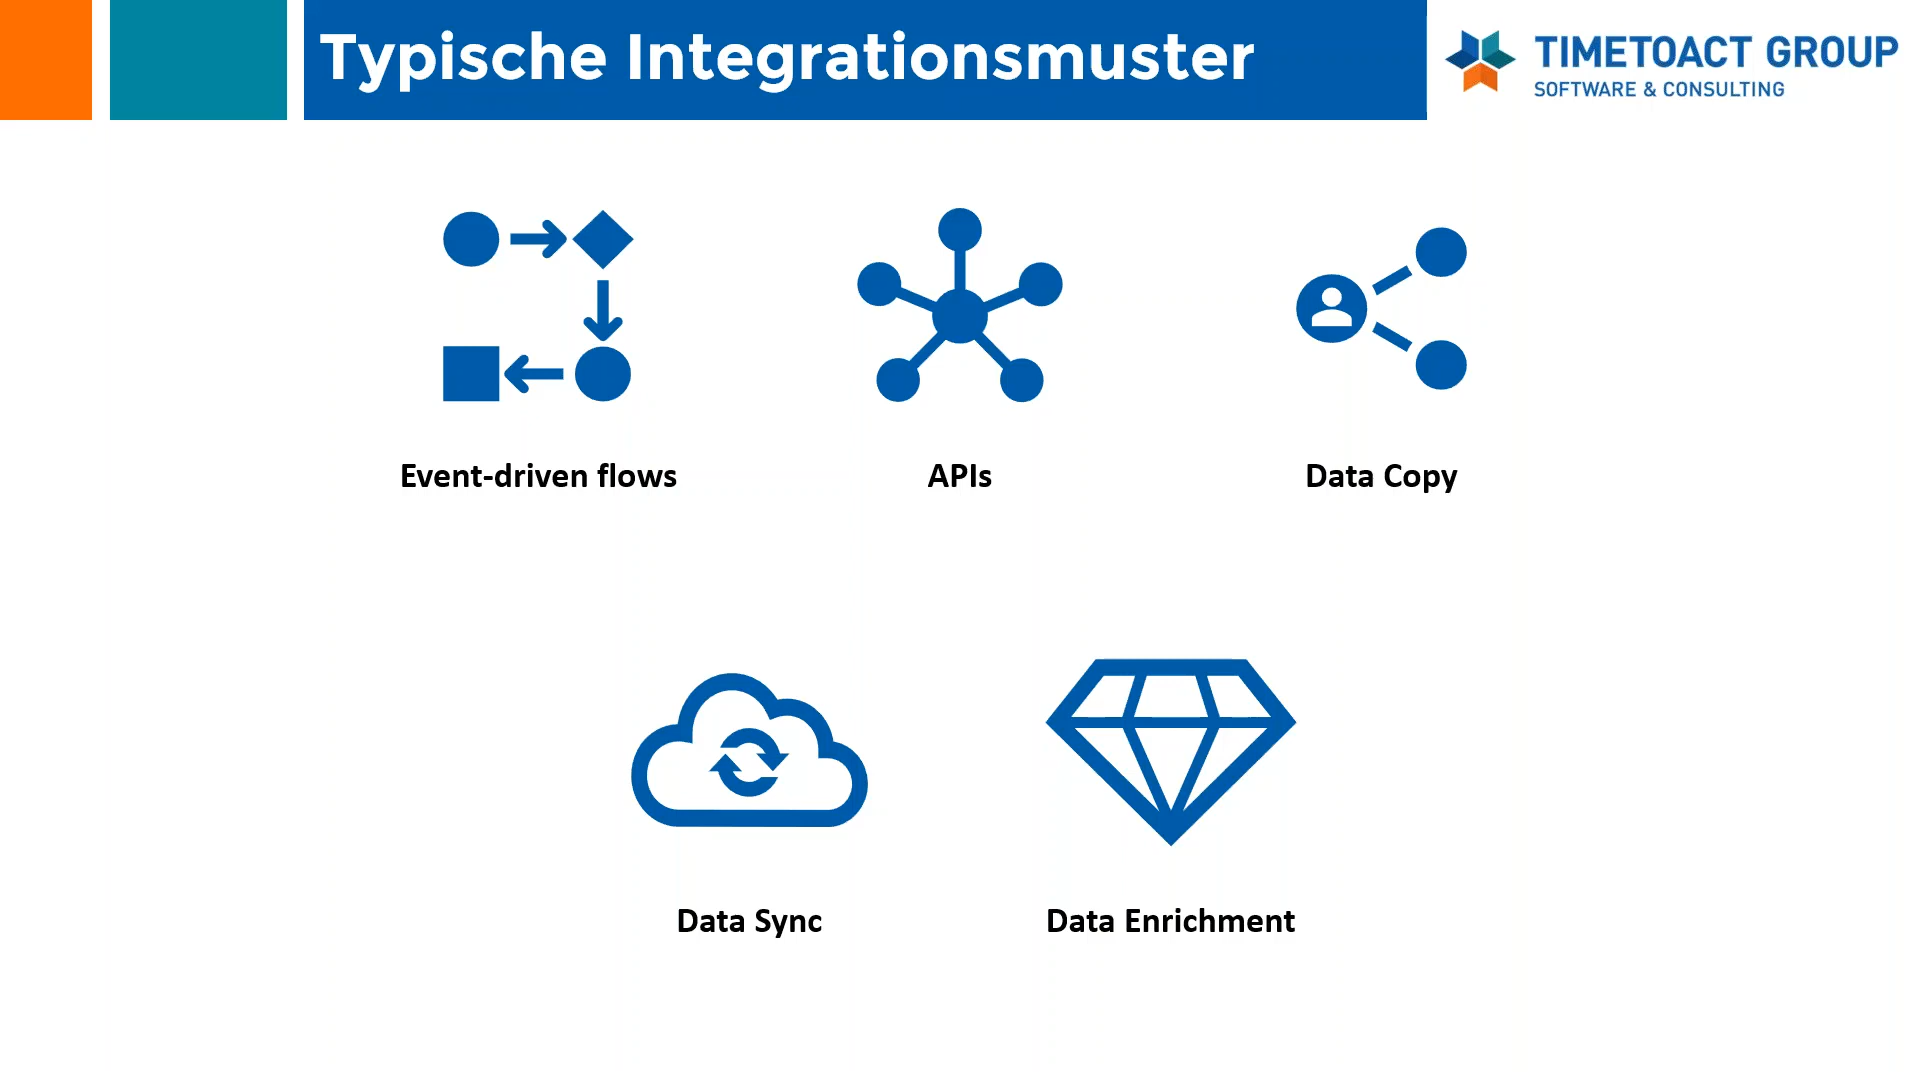 Typische Integrationsmuster
TIMETOACT GROUP
SOFTWARE & CONSULTING
Event-driven flows
APIs
Data Copy
Data Sync
Data Enrichment